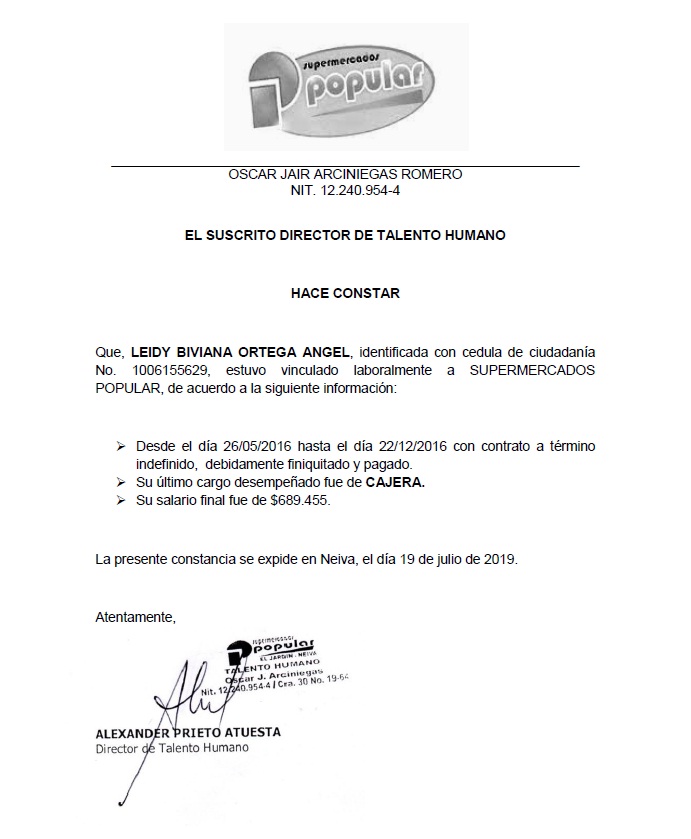 supermercados
popular
OSCAR JAIR ARCINIEGAS ROMERO
NIT. 12.240.954-4
EL SUSCRITO DIRECTOR DE TALENTO HUMANO
HACE CONSTAR
Que, LEIDY BIVIANA ORTEGA ANGEL, identificada con cedula de ciudadanía
No. 1006155629, estuvo vinculado laboralmente a SUPERMERCADOS
POPULAR, de acuerdo a la siguiente información:
➢ Desde el día 26/05/2016 hasta el día 22/12/2016 con contrato a término
indefinido, debidamente finiquitado y pagado.
➢ Su último cargo desempeñado fue de CAJERA.
➢ Su salario final fue de $689.455.
La presente constancia se expide en Neiva, el día 19 de julio de 2019.
Atentamente,
supermercados
popular
EL JARDIN - NEIVA
TALENTO HUMANO
Oscar J. Arciniegas
Nit. 12.240.954-4 / Cra. 30 No. 19-64
ALEXANDER PRIETO ATUESTA
Director de Talento Humano